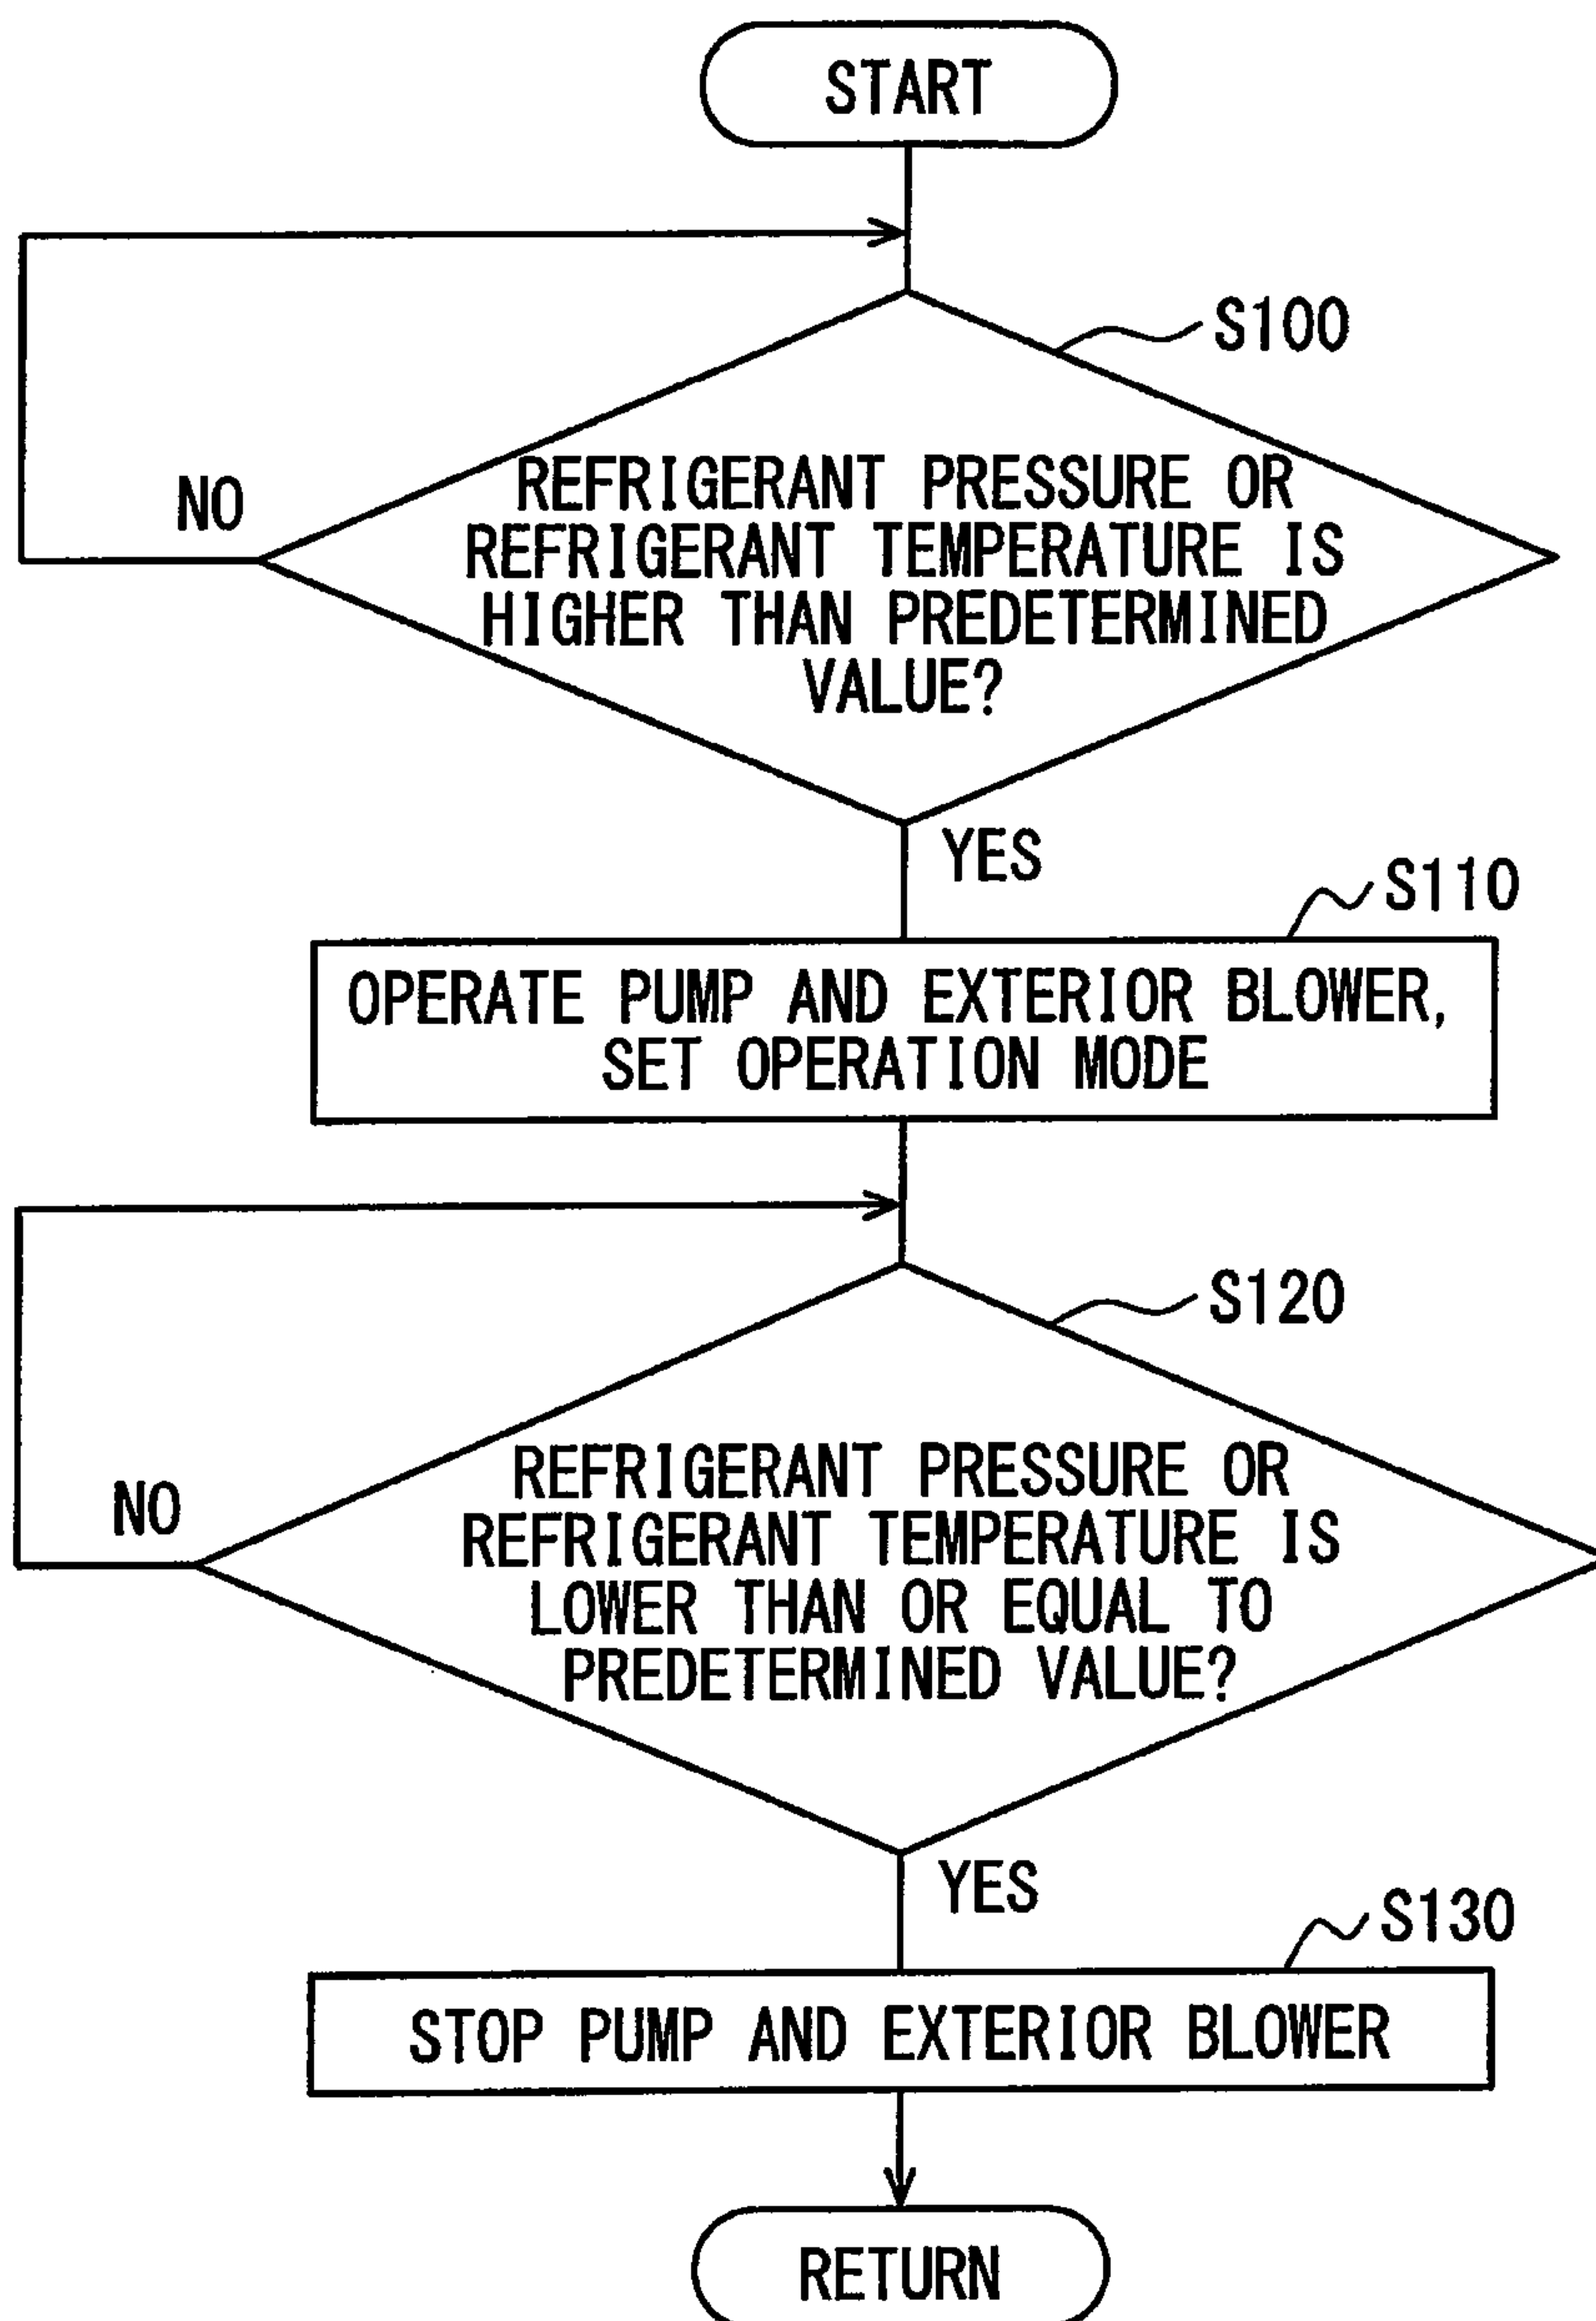 START
S100
NO
REFRIGERANT PRESSURE OR
REFRIGERANT TEMPERATURE IS
HIGHER THAN PREDETERMINED
VALUE?
YES
S110
OPERATE PUMP AND EXTERIOR BLOWER,
SET OPERATION MODE
S120
NO
REFRIGERANT PRESSURE OR
REFRIGERANT TEMPERATURE IS
LOWER THAN OR EQUAL TO
PREDETERMINED VALUE?
YES
S130
STOP PUMP AND EXTERIOR BLOWER
RETURN